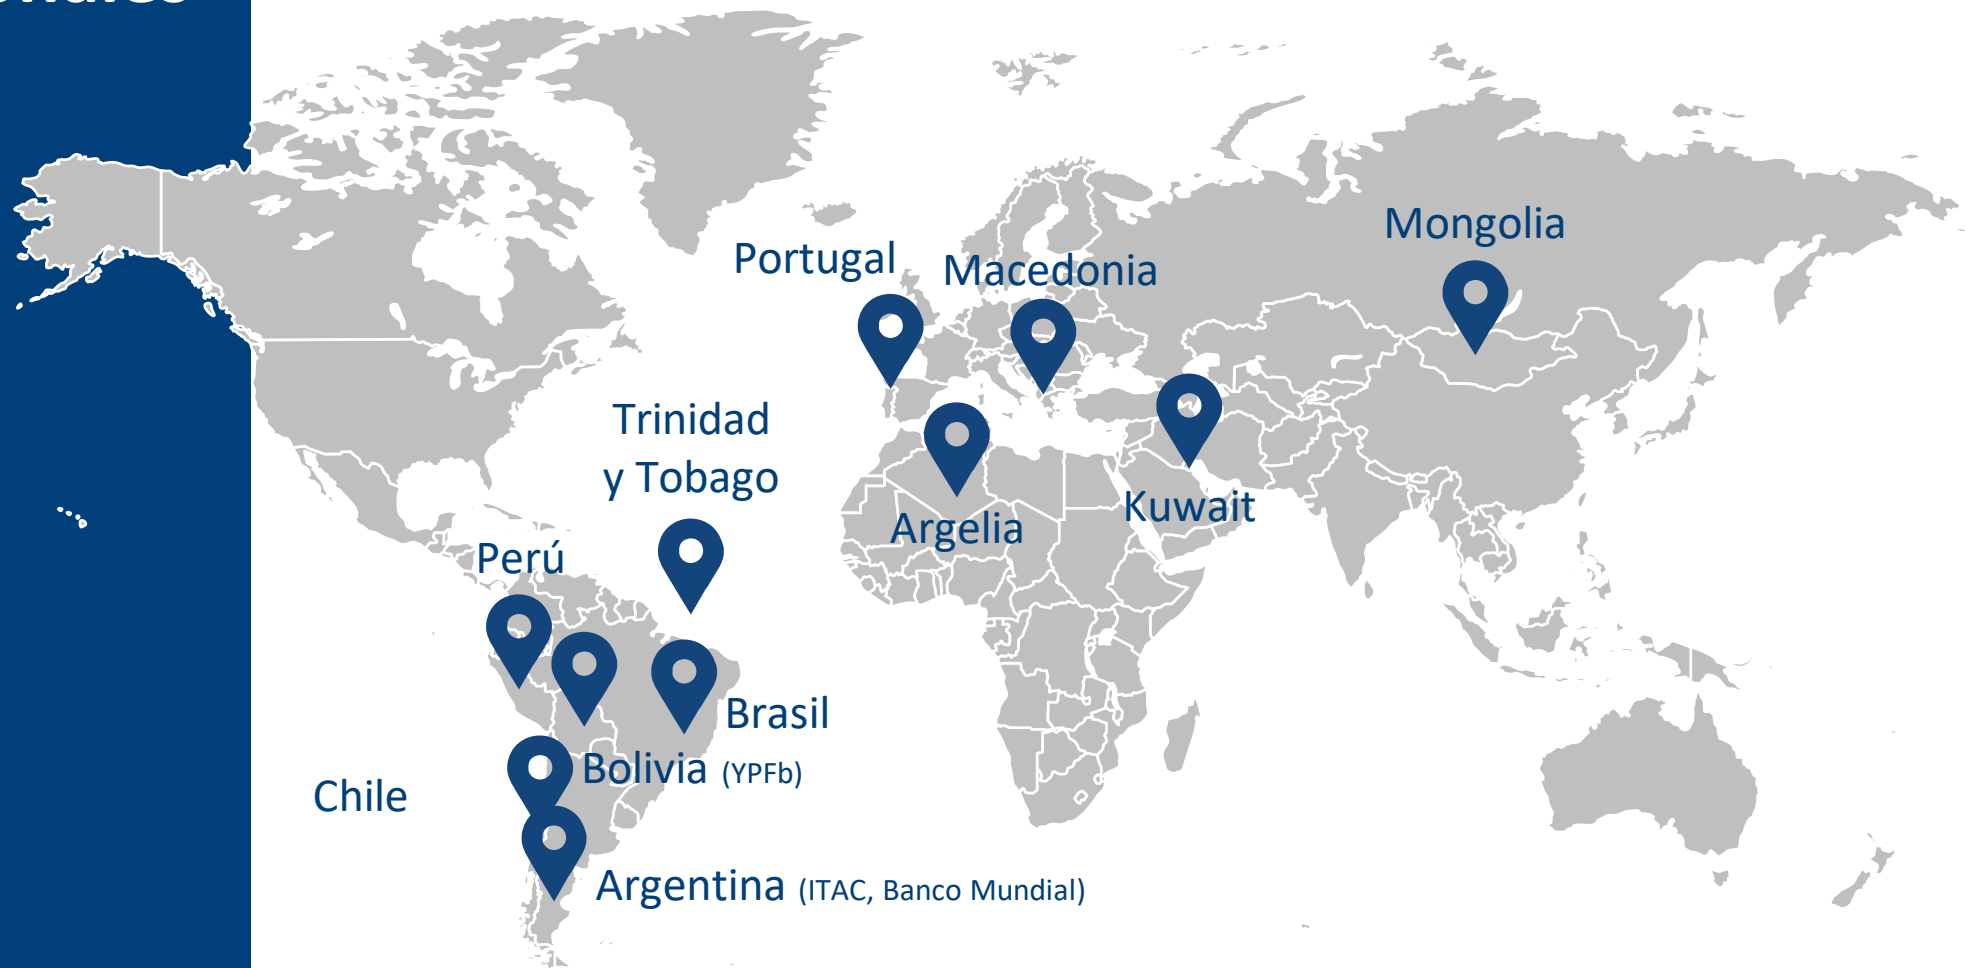 Mongolia
Portugal
Macedonia
Trinidad
y Tobago
Kuwait
Argelia
Perú
Brasil
Bolivia (YPFb)
Chile
Argentina (ITAC, Banco Mundial)